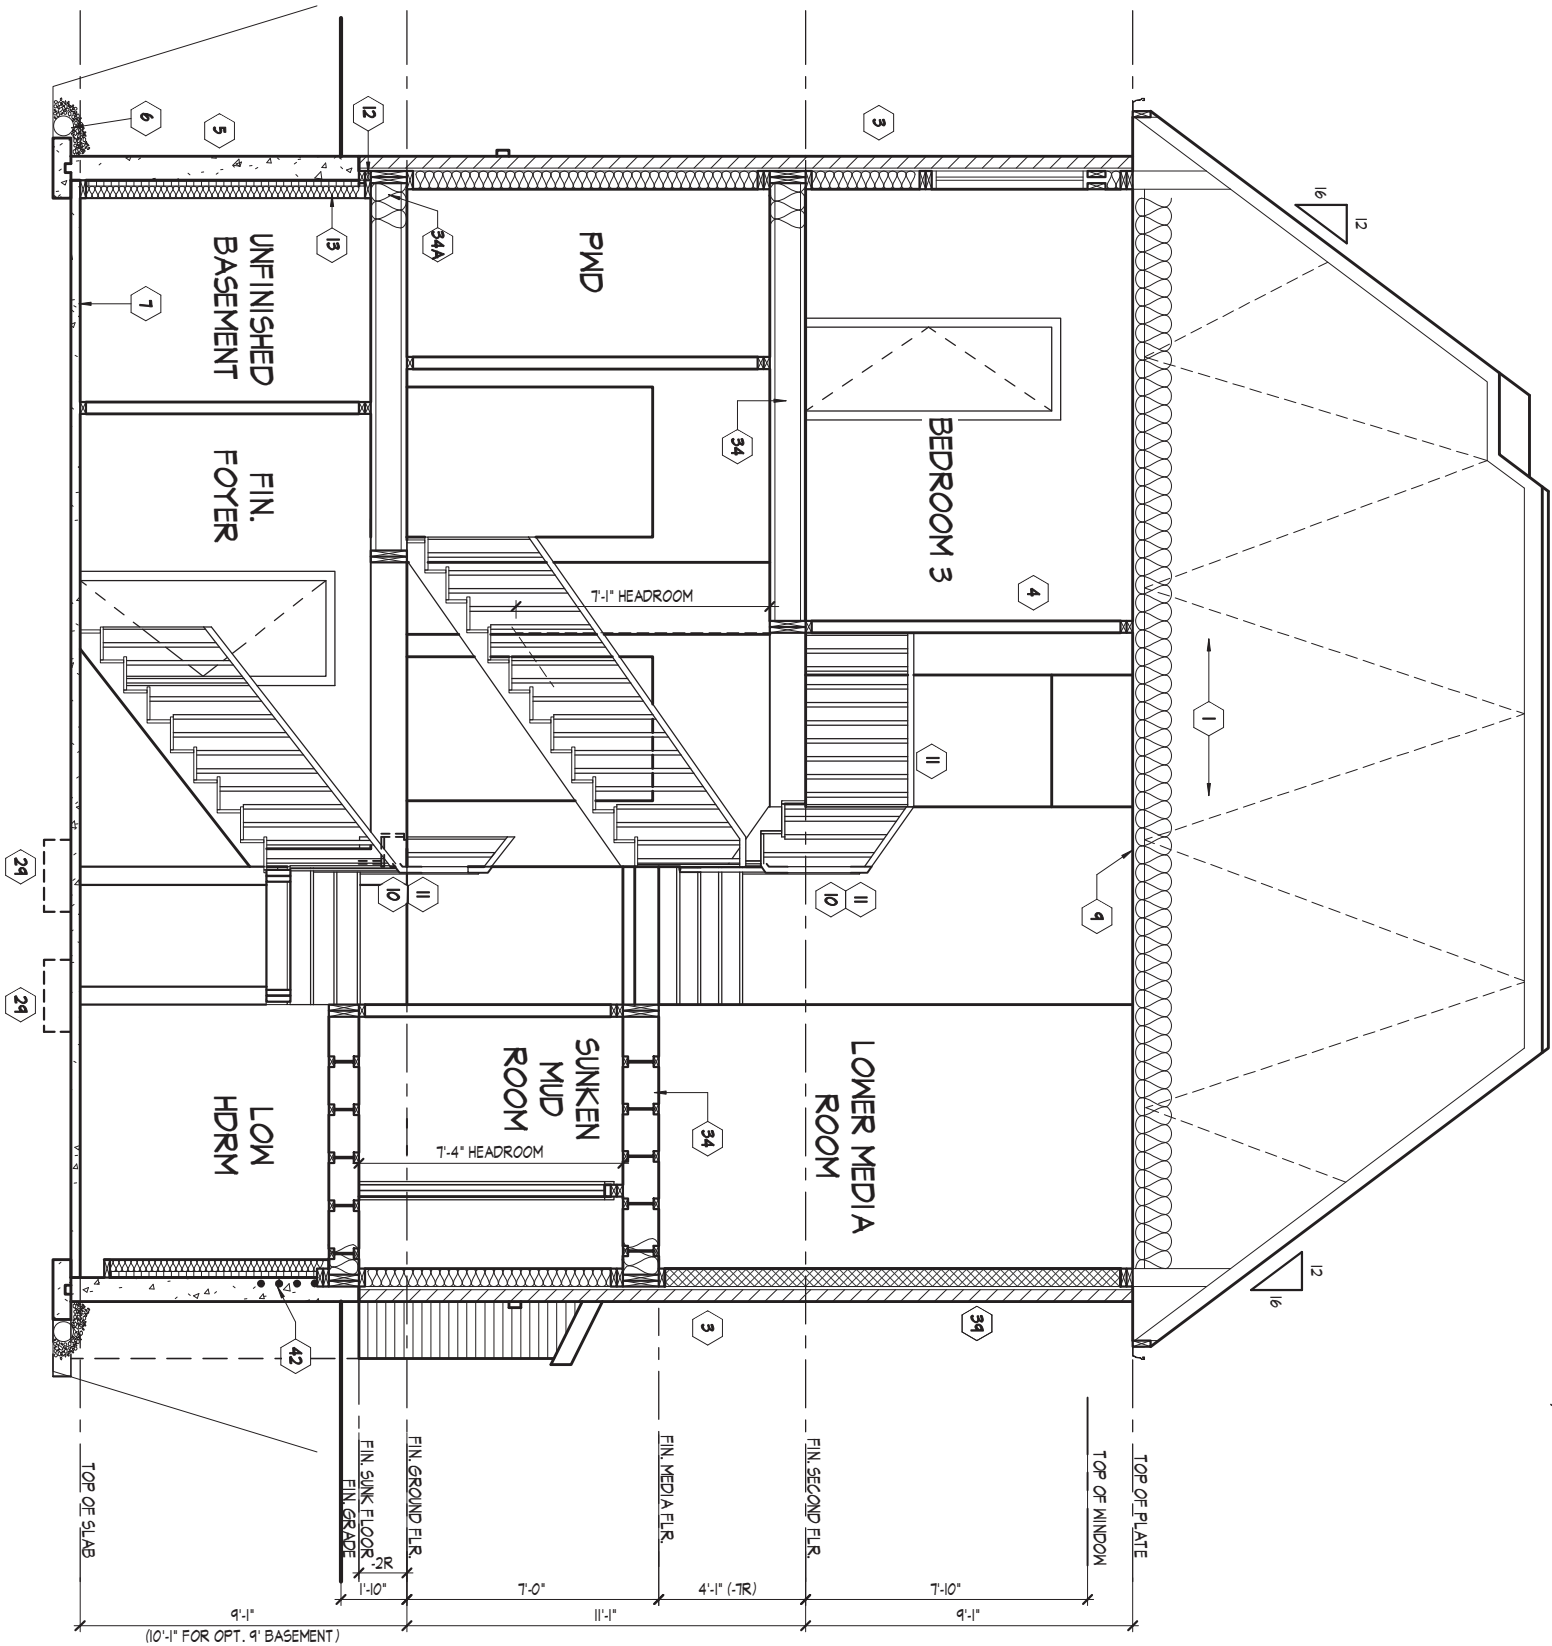 16
12
12
16
3
12
5
6
34A
13
7
34
4
1
11
11
10
11
10
9
29
29
34
3
39
42
UNFINISHED
BASEMENT
PWD
BEDROOM 3
FIN.
FOYER
7'-1" HEADROOM
LOWER MEDIA
ROOM
SUNKEN
MUD
ROOM
7'-4" HEADROOM
LOW
HDRM
TOP OF PLATE
TOP OF WINDOW
FIN. SECOND FLR.
FIN. MEDIA FLR.
FIN. GROUND FLR.
FIN. SUNK FLOOR
FIN. GRADE
TOP OF SLAB
-2R
1'-10"
7'-0"
4'-1" (-7R)
7'-10"
9'-1"
11'-1"
9'-1"
(10'-1" FOR OPT. 9' BASEMENT)